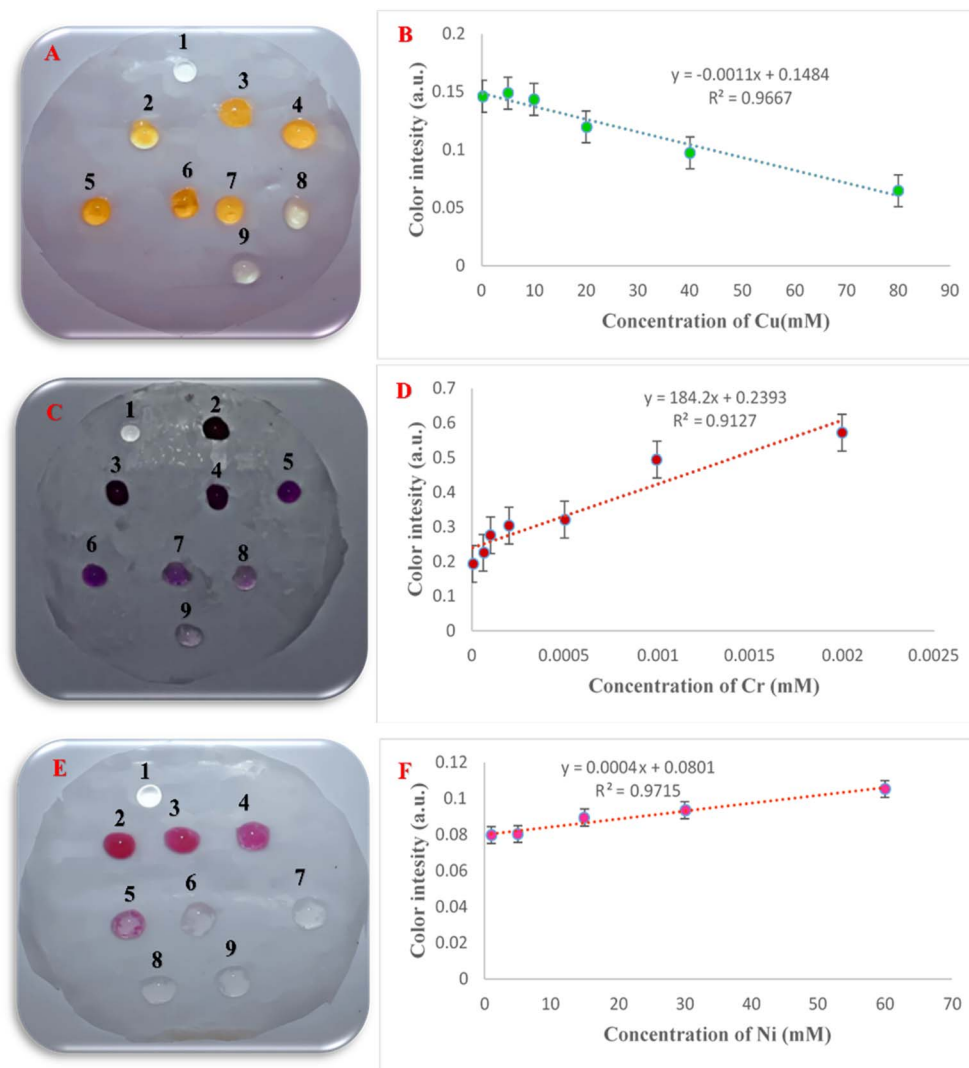 A
1
3
2
4
5
6
7
8
9
B
0.2
y = -0.0011x + 0.1484
R² = 0.9667
0.15
0.1
0.05
0
0 10 20 30 40 50 60 70 80 90
Color intesity (a.u.)
Concentration of Cu(mM)
C
1
2
3
4
5
6
7
8
9
D
0.7
y = 184.2x + 0.2393
R² = 0.9127
0.6
0.5
0.4
0.3
0.2
0.1
0
0 0.0005 0.001 0.0015 0.002 0.0025
Color intesity (a.u.)
Concentration of Cr (mM)
E
1
2
3
4
5
6
7
8
9
F
0.12
y = 0.0004x + 0.0801
R² = 0.9715
0.1
0.08
0.06
0.04
0.02
0
0 10 20 30 40 50 60 70
Color intesity (a.u.)
Concentration of Ni (mM)